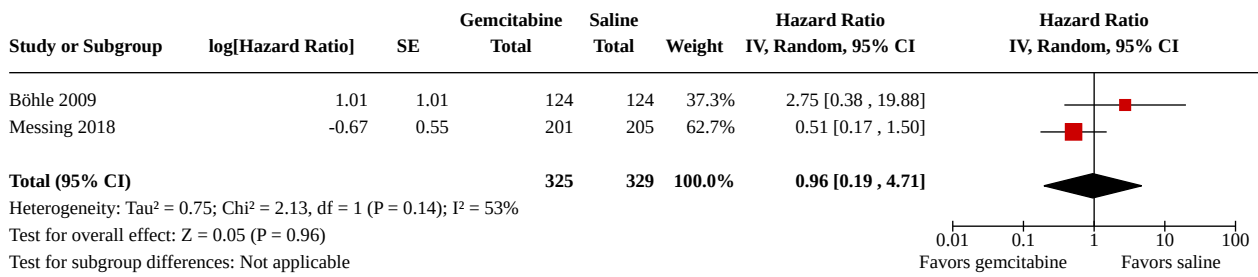 Gemcitabine Saline Hazard Ratio Hazard Ratio
Study or Subgroup log[Hazard Ratio] SE Total Total Weight IV, Random, 95% CI IV, Random, 95% CI
Böhle 2009 1.01 1.01 124 124 37.3% 2.75 [0.38 , 19.88]
Messing 2018 -0.67 0.55 201 205 62.7% 0.51 [0.17 , 1.50]
Total (95% CI) 325 329 100.0% 0.96 [0.19 , 4.71]
Heterogeneity: Tau² = 0.75; Chi² = 2.13, df = 1 (P = 0.14); I² = 53%
Test for overall effect: Z = 0.05 (P = 0.96)
0.01 0.1 1 10 100
Test for subgroup differences: Not applicable
Favors gemcitabine Favors saline